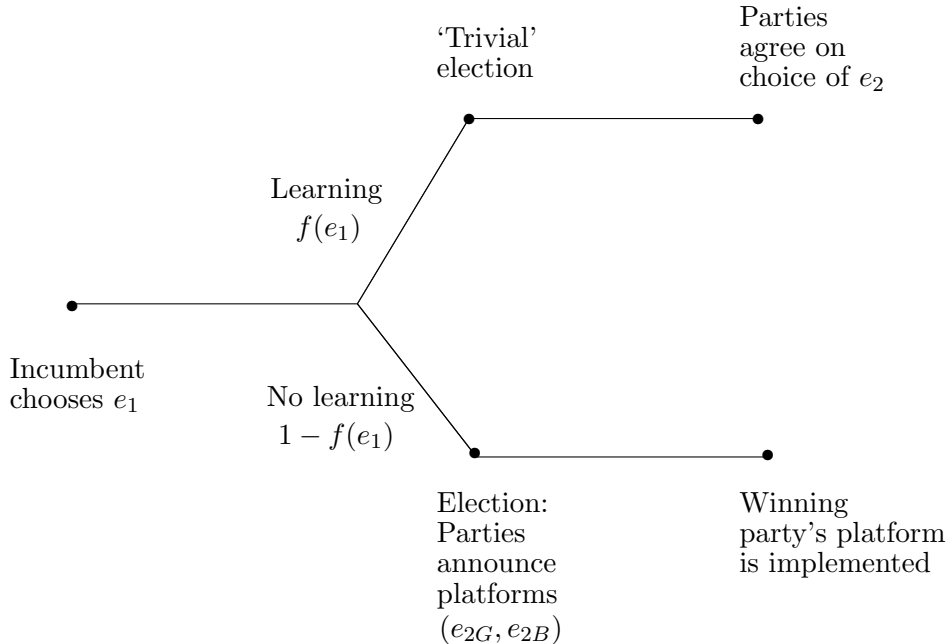 ‘Trivial’
election
Parties
agree on
choice of e₂
Learning
f(e₁)
Incumbent
chooses e₁
No learning
1 − f(e₁)
Election:
Parties
announce
platforms
(e₂G, e₂B)
Winning
party’s platform
is implemented